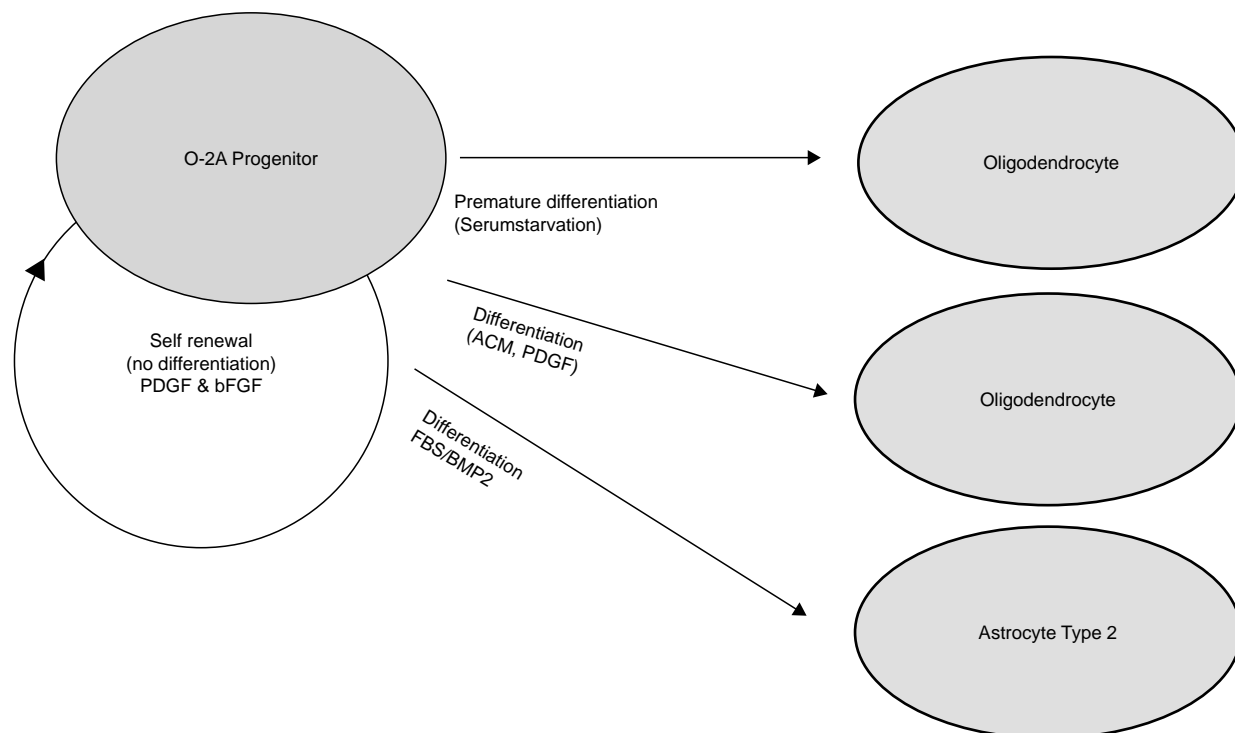 O-2A Progenitor
Oligodendrocyte
Premature differentiation
(Serumstarvation)
Differentiation
(ACM, PDGF)
Self renewal
(no differentiation)
PDGF & bFGF
Oligodendrocyte
Differentiation
FBS/BMP2
Astrocyte Type 2